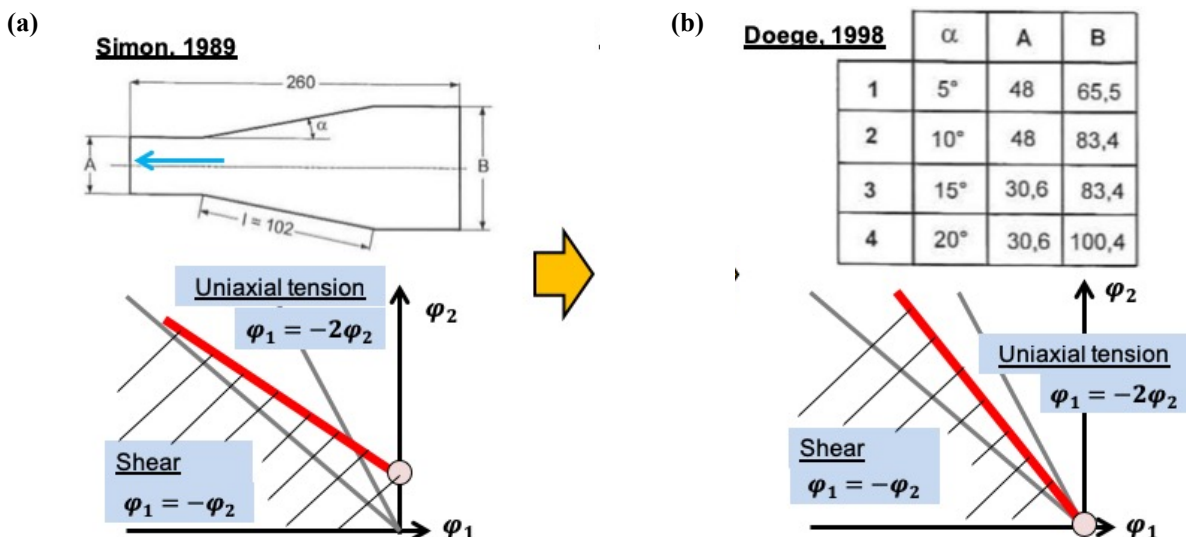 (a)
Simon, 1989
260
α
A
B
l = 102
Uniaxial tension
φ₁ = −2φ₂
φ₂
Shear
φ₁ = −φ₂
φ₁
(b)
Doege, 1998
α A B
1 5° 48 65,5
2 10° 48 83,4
3 15° 30,6 83,4
4 20° 30,6 100,4
φ₂
Uniaxial tension
φ₁ = −2φ₂
Shear
φ₁ = −φ₂
φ₁